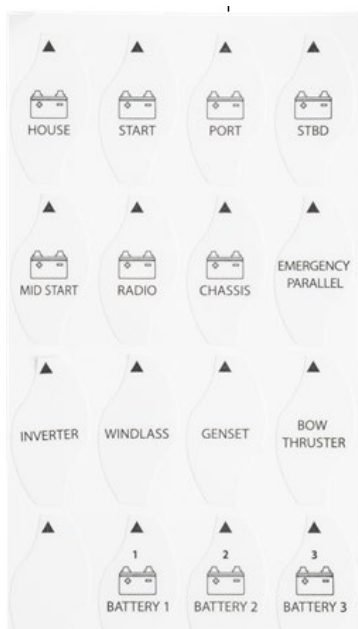 HOUSE
START
PORT
STBD
MID START
RADIO
CHASSIS
EMERGENCY
PARALLEL
INVERTER
WINDLASS
GENSET
BOW
THRUSTER
1
BATTERY 1
2
BATTERY 2
3
BATTERY 3